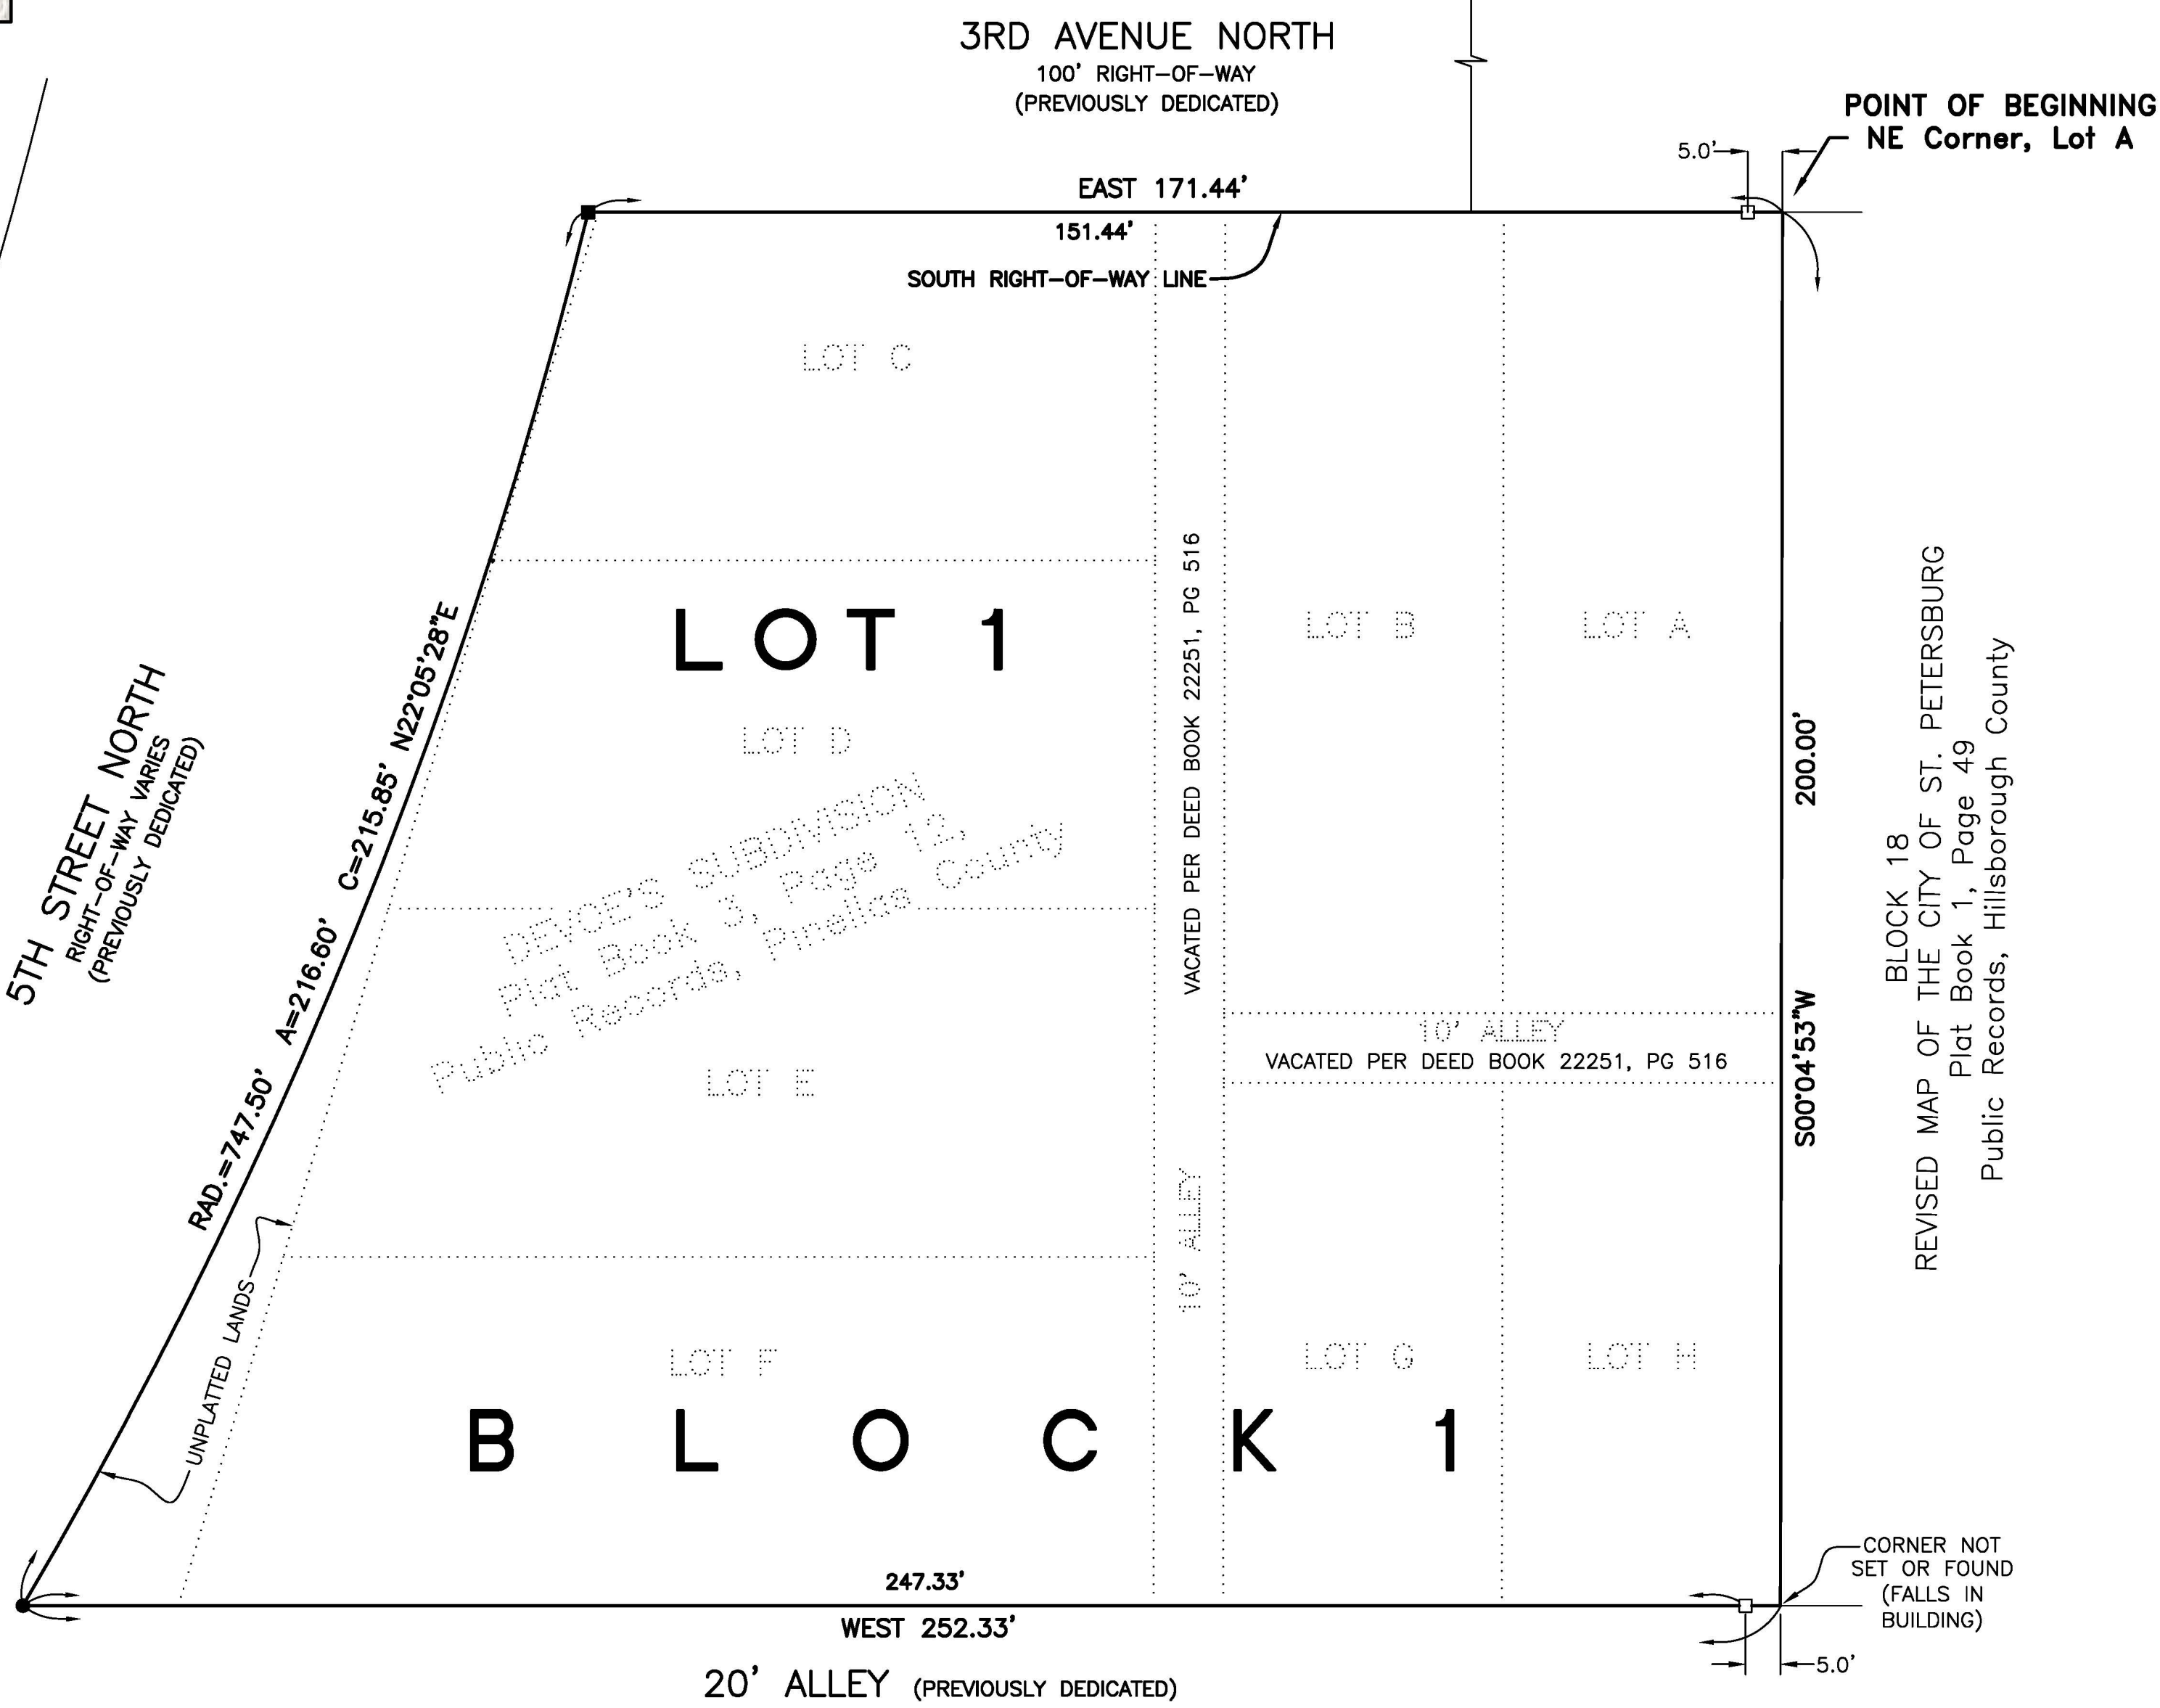 3RD AVENUE NORTH
100' RIGHT-OF-WAY
(PREVIOUSLY DEDICATED)
POINT OF BEGINNING
NE Corner, Lot A
5.0'
EAST 171.44'
151.44'
SOUTH RIGHT-OF-WAY LINE
LOT C
LOT 1
LOT B
LOT A
LOT D
DEVOE'S SUBDIVISION
Plat Book 3, Page 12,
Public Records, Pinellas County
VACATED PER DEED BOOK 22251, PG 516
10' ALLEY
10' ALLEY
VACATED PER DEED BOOK 22251, PG 516
LOT E
LOT F
LOT G
LOT H
BLOCK 1
5TH STREET NORTH
RIGHT-OF-WAY VARIES
(PREVIOUSLY DEDICATED)
RAD.=747.50' A=216.60' C=215.85' N22°05'28"E
UNPLATTED LANDS
S00°04'53"W 200.00'
BLOCK 18
REVISED MAP OF THE CITY OF ST. PETERSBURG
Plat Book 1, Page 49
Public Records, Hillsborough County
CORNER NOT
SET OR FOUND
(FALLS IN
BUILDING)
247.33'
WEST 252.33'
5.0'
20' ALLEY (PREVIOUSLY DEDICATED)